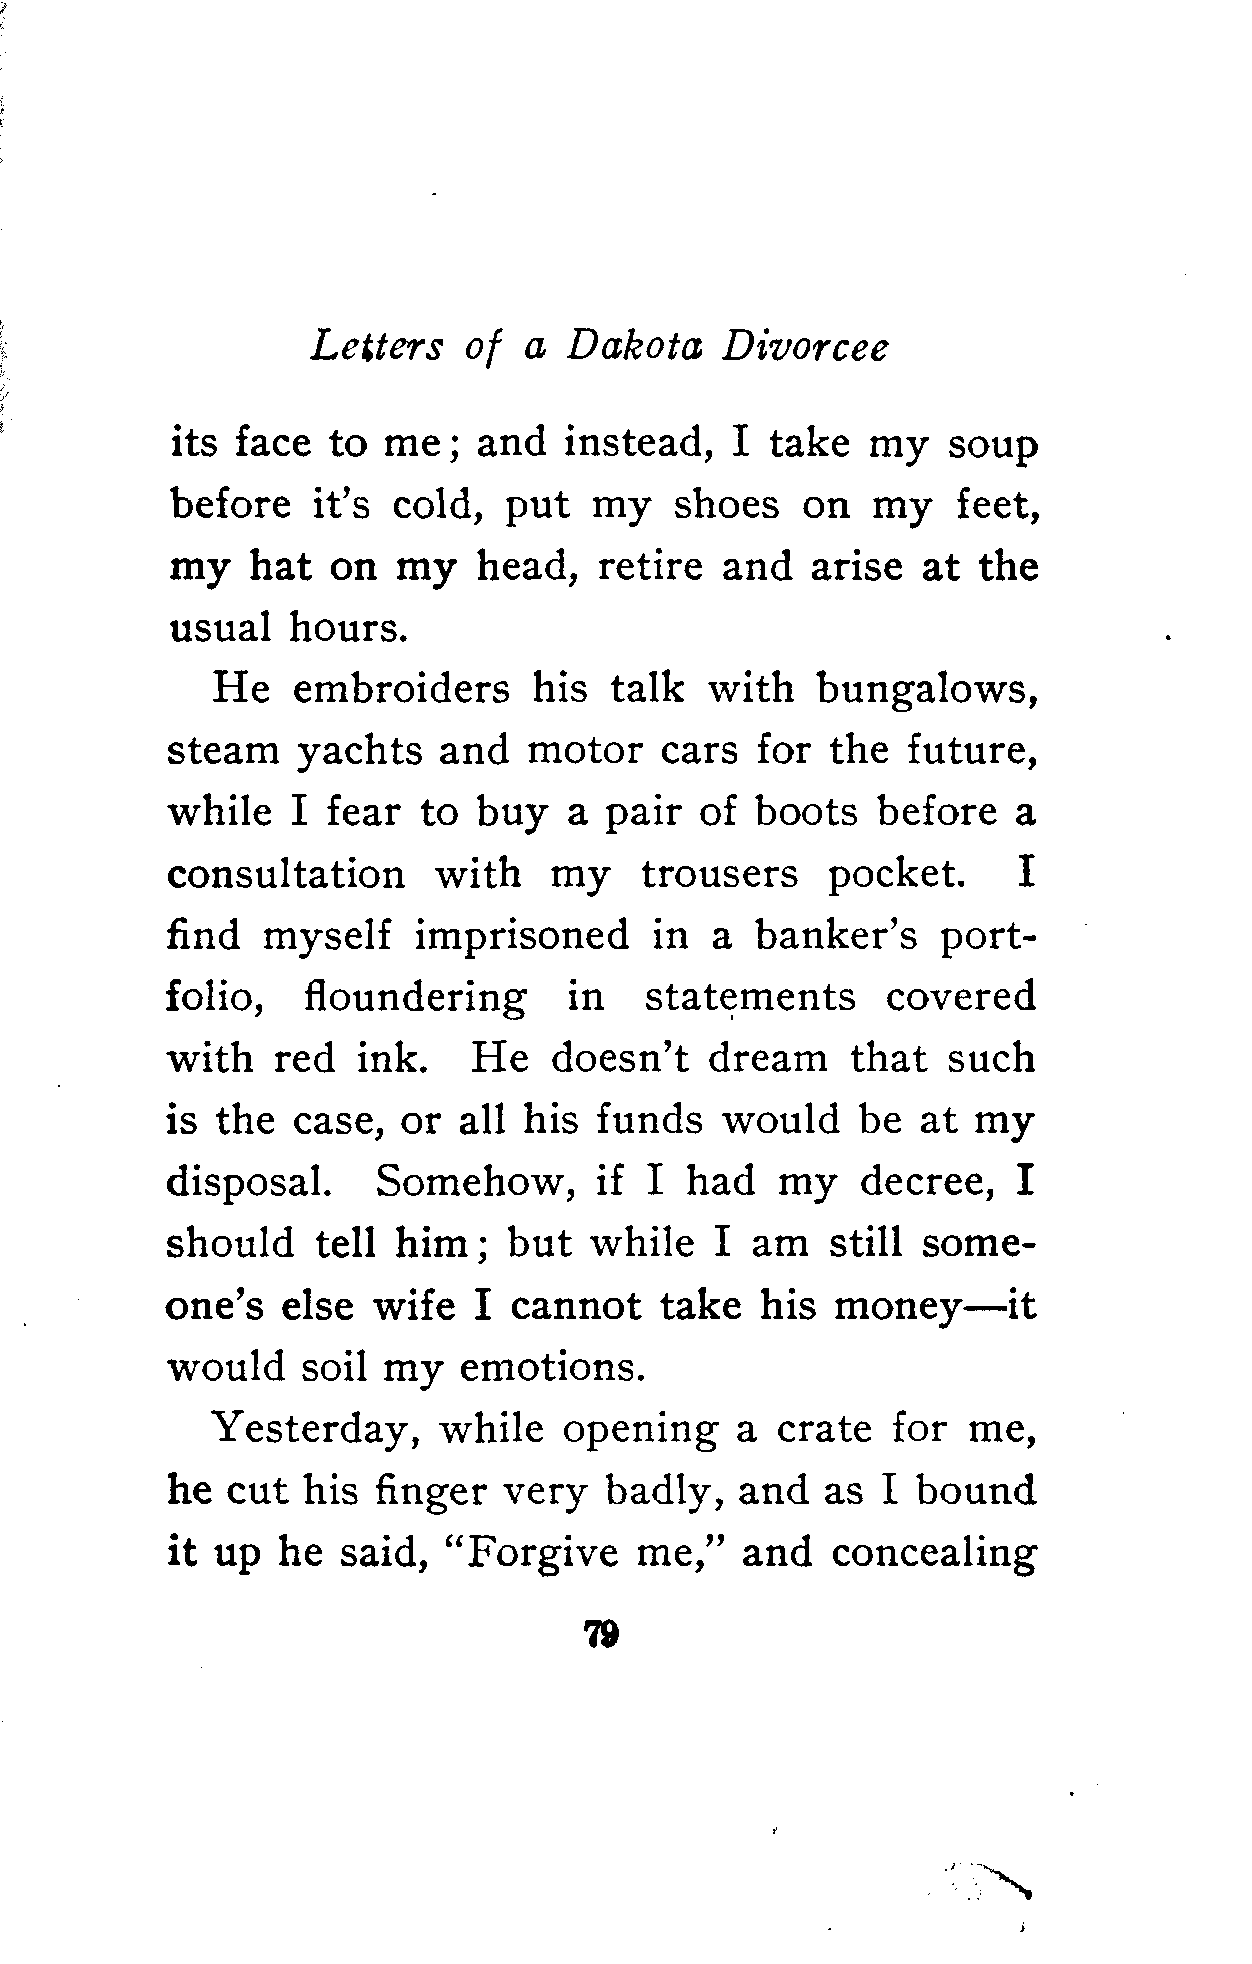 Letters of a Dakota Divorcee
its face to me; and instead, I take my soup
before it's cold, put my shoes on my feet,
my hat on my head, retire and arise at the
usual hours.
He embroiders his talk with bungalows,
steam yachts and motor cars for the future,
while I fear to buy a pair of boots before a
consultation with my trousers pocket. I
find myself imprisoned in a banker's port-
folio, floundering in statements covered
with red ink. He doesn't dream that such
is the case, or all his funds would be at my
disposal. Somehow, if I had my decree, I
should tell him; but while I am still some-
one's else wife I cannot take his money—it
would soil my emotions.
Yesterday, while opening a crate for me,
he cut his finger very badly, and as I bound
it up he said, "Forgive me," and concealing
79